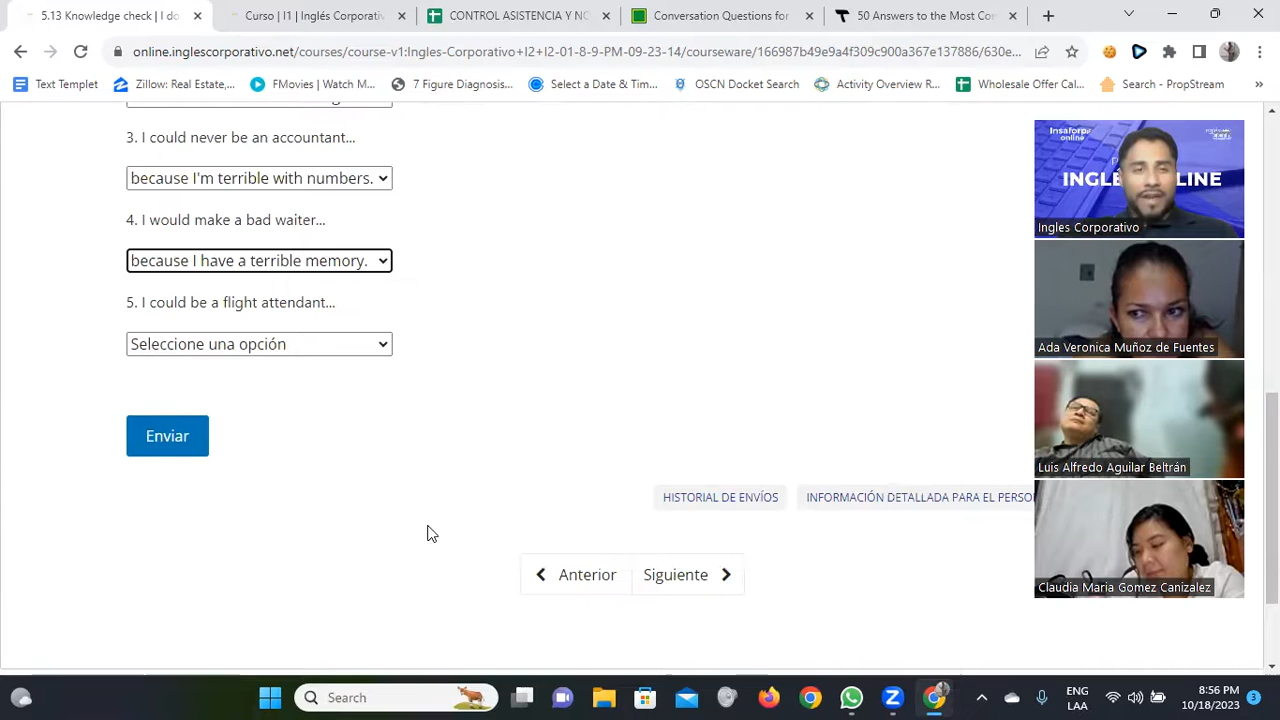 5.13 Knowledge check | I do
Curso | I1 | Inglés Corporativ
CONTROL ASISTENCIA Y NO
Conversation Questions for
50 Answers to the Most Con
online.inglescorporativo.net/courses/course-v1:Ingles-Corporativo+I2+I2-01-8-9-PM-09-23-14/courseware/166987b49e9a4f309c900a367e137886/630e...
Text Templet
Zillow: Real Estate,...
FMovies | Watch M...
7 Figure Diagnosis...
Select a Date & Tim...
OSCN Docket Search
Activity Overview R...
Wholesale Offer Cal...
Search - PropStream
3. I could never be an accountant...
because I'm terrible with numbers.
4. I would make a bad waiter...
because I have a terrible memory.
5. I could be a flight attendant...
Seleccione una opción
Enviar
HISTORIAL DE ENVÍOS
INFORMACIÓN DETALLADA PARA EL PERSO
Anterior
Siguiente
Insaforp
online
INGLÉ
LINE
Ingles Corporativo
Ada Veronica Muñoz de Fuentes
Luis Alfredo Aguilar Beltrán
Claudia Maria Gomez Canizalez
Search
ENG
LAA
8:56 PM
10/18/2023
3